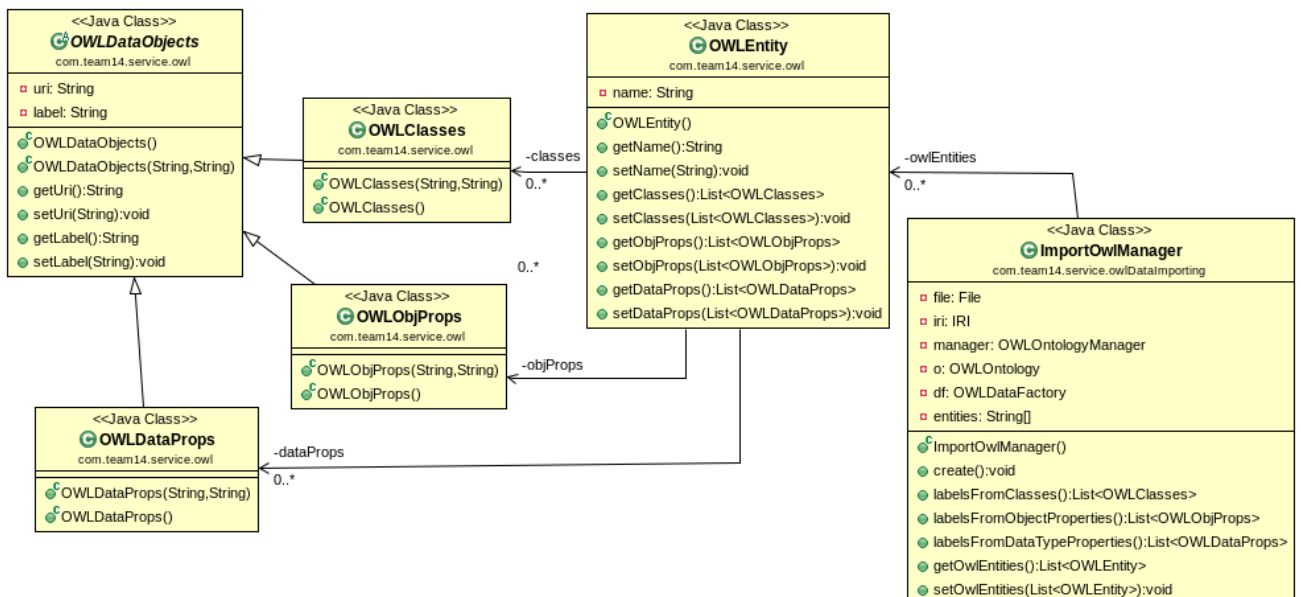 <<Java Class>>
OWLDataObjects
com.team14.service.owl
uri: String
label: String
OWLDataObjects()
OWLDataObjects(String,String)
getUri():String
setUri(String):void
getLabel():String
setLabel(String):void
<<Java Class>>
OWLClasses
com.team14.service.owl
OWLClasses(String,String)
OWLClasses()
-classes
0..*
<<Java Class>>
OWLEntity
com.team14.service.owl
name: String
OWLEntity()
getName():String
setName(String):void
getClasses():List<OWLClasses>
setClasses(List<OWLClasses>):void
getObjProps():List<OWLObjProps>
setObjProps(List<OWLObjProps>):void
getDataProps():List<OWLDataProps>
setDataProps(List<OWLDataProps>):void
-owlEntities
0..*
<<Java Class>>
ImportOwlManager
com.team14.service.owlDataImporting
file: File
iri: IRI
manager: OWLOntologyManager
o: OWLOntology
df: OWLDataFactory
entities: String[]
ImportOwlManager()
create():void
labelsFromClasses():List<OWLClasses>
labelsFromObjectProperties():List<OWLObjProps>
labelsFromDataTypeProperties():List<OWLDataProps>
getOwlEntities():List<OWLEntity>
setOwlEntities(List<OWLEntity>):void
0..*
<<Java Class>>
OWLObjProps
com.team14.service.owl
OWLObjProps(String,String)
OWLObjProps()
-objProps
<<Java Class>>
OWLDataProps
com.team14.service.owl
OWLDataProps(String,String)
OWLDataProps()
-dataProps
0..*